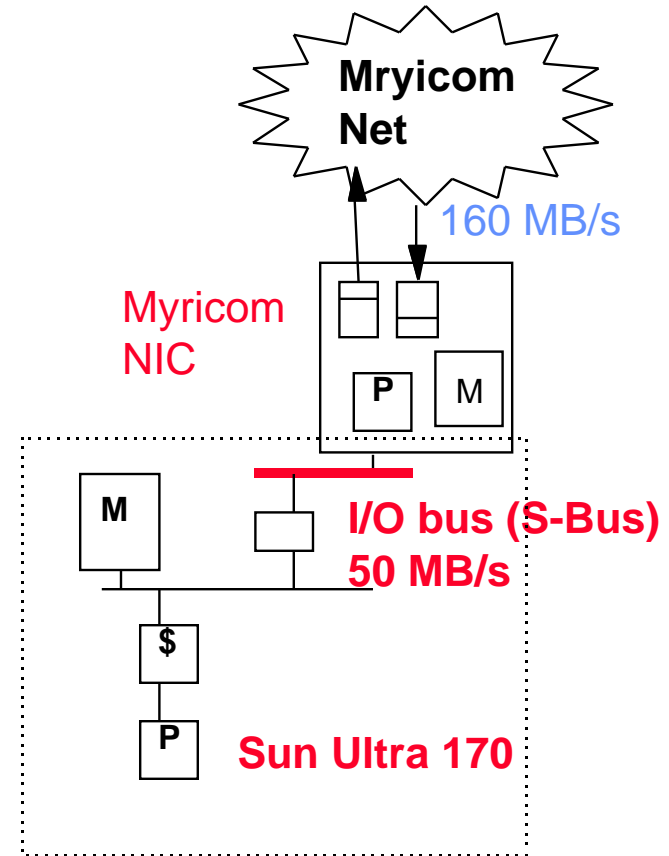 Mryicom
Net
160 MB/s
Myricom
NIC
P
M
M
I/O bus (S-Bus)
50 MB/s
$
P
Sun Ultra 170